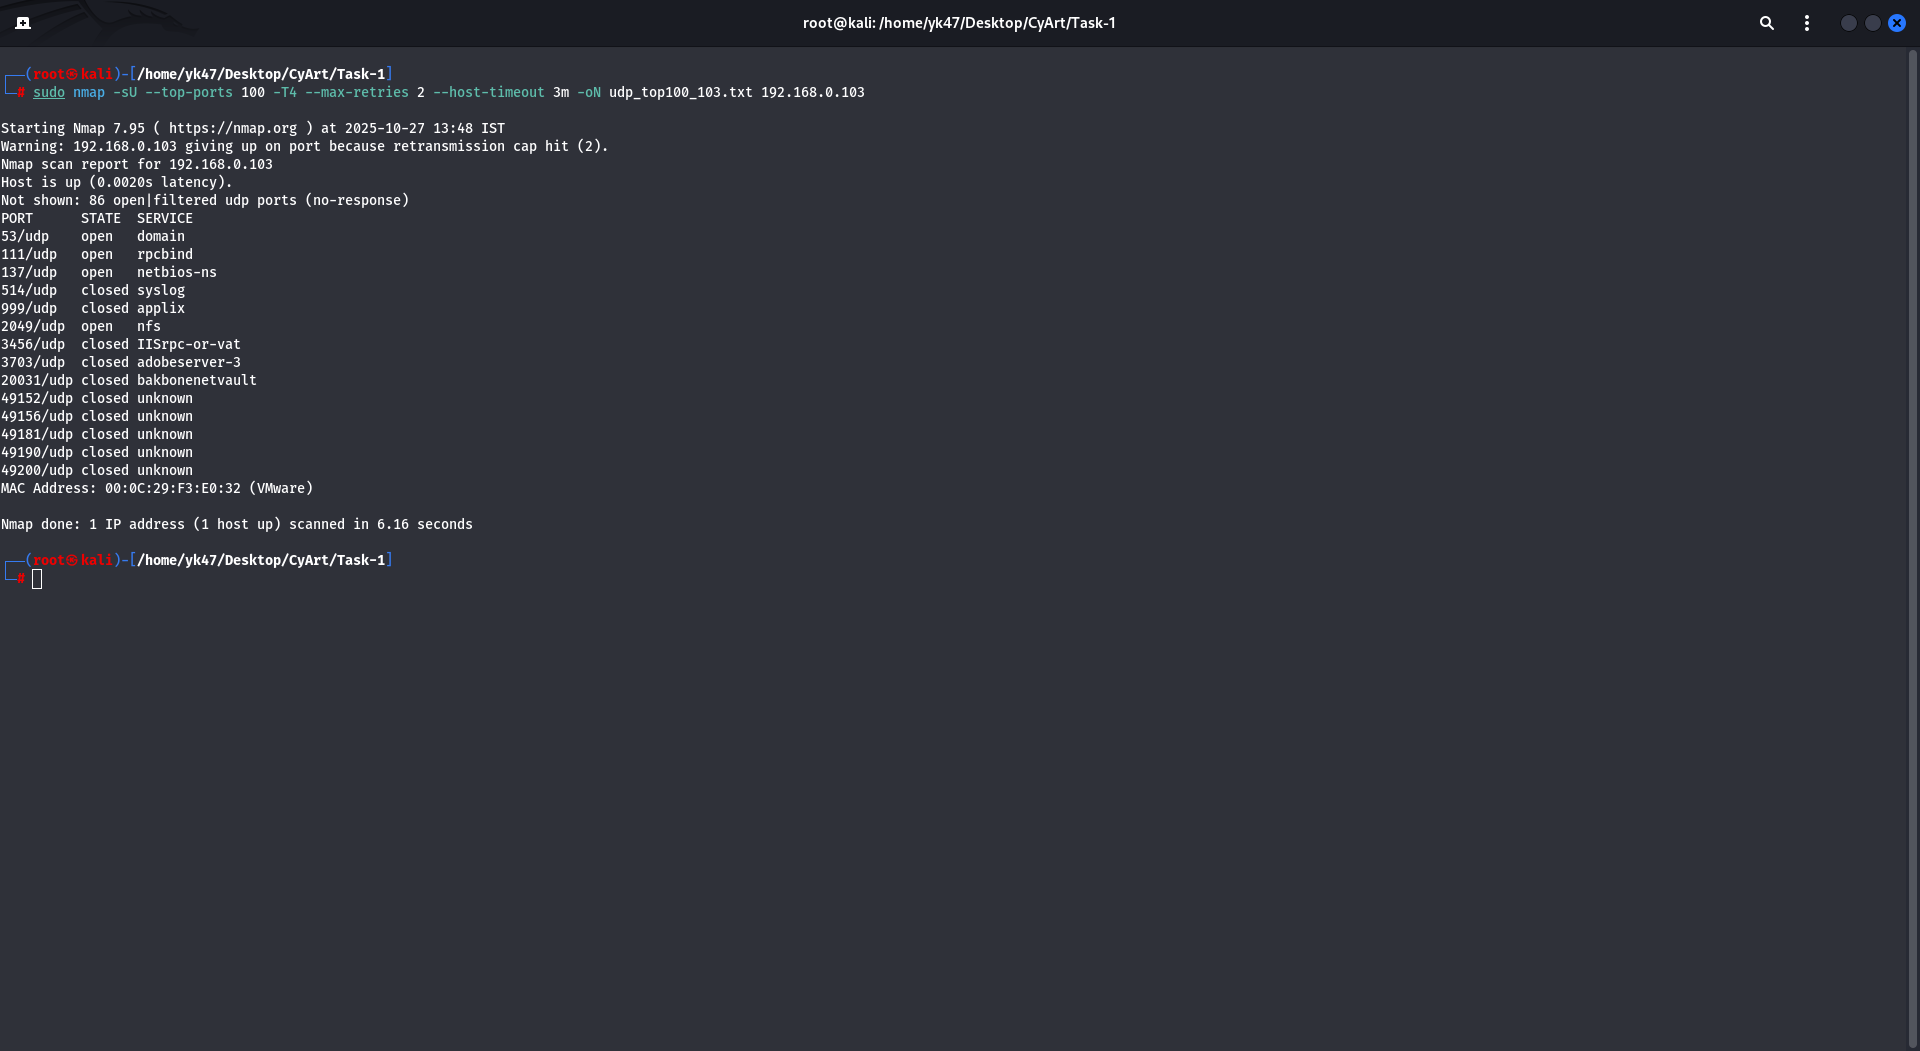 root@kali: /home/yk47/Desktop/CyArt/Task-1
┌──(root㉿kali)-[/home/yk47/Desktop/CyArt/Task-1]
└─# sudo nmap -sU --top-ports 100 -T4 --max-retries 2 --host-timeout 3m -oN udp_top100_103.txt 192.168.0.103
Starting Nmap 7.95 ( https://nmap.org ) at 2025-10-27 13:48 IST
Warning: 192.168.0.103 giving up on port because retransmission cap hit (2).
Nmap scan report for 192.168.0.103
Host is up (0.0020s latency).
Not shown: 86 open|filtered udp ports (no-response)
PORT      STATE  SERVICE
53/udp    open   domain
111/udp   open   rpcbind
137/udp   open   netbios-ns
514/udp   closed syslog
999/udp   closed applix
2049/udp  open   nfs
3456/udp  closed IISrpc-or-vat
3703/udp  closed adobeserver-3
20031/udp closed bakbonenetvault
49152/udp closed unknown
49156/udp closed unknown
49181/udp closed unknown
49190/udp closed unknown
49200/udp closed unknown
MAC Address: 00:0C:29:F3:E0:32 (VMware)
Nmap done: 1 IP address (1 host up) scanned in 6.16 seconds
┌──(root㉿kali)-[/home/yk47/Desktop/CyArt/Task-1]
└─#